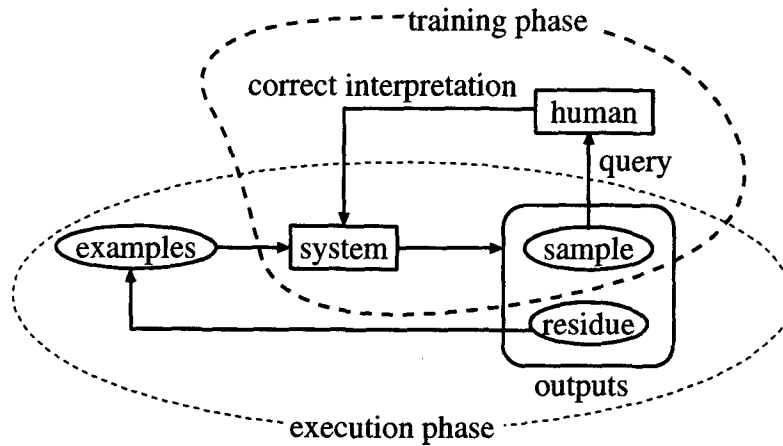 training phase
correct interpretation
human
query
examples
system
sample
residue
outputs
execution phase